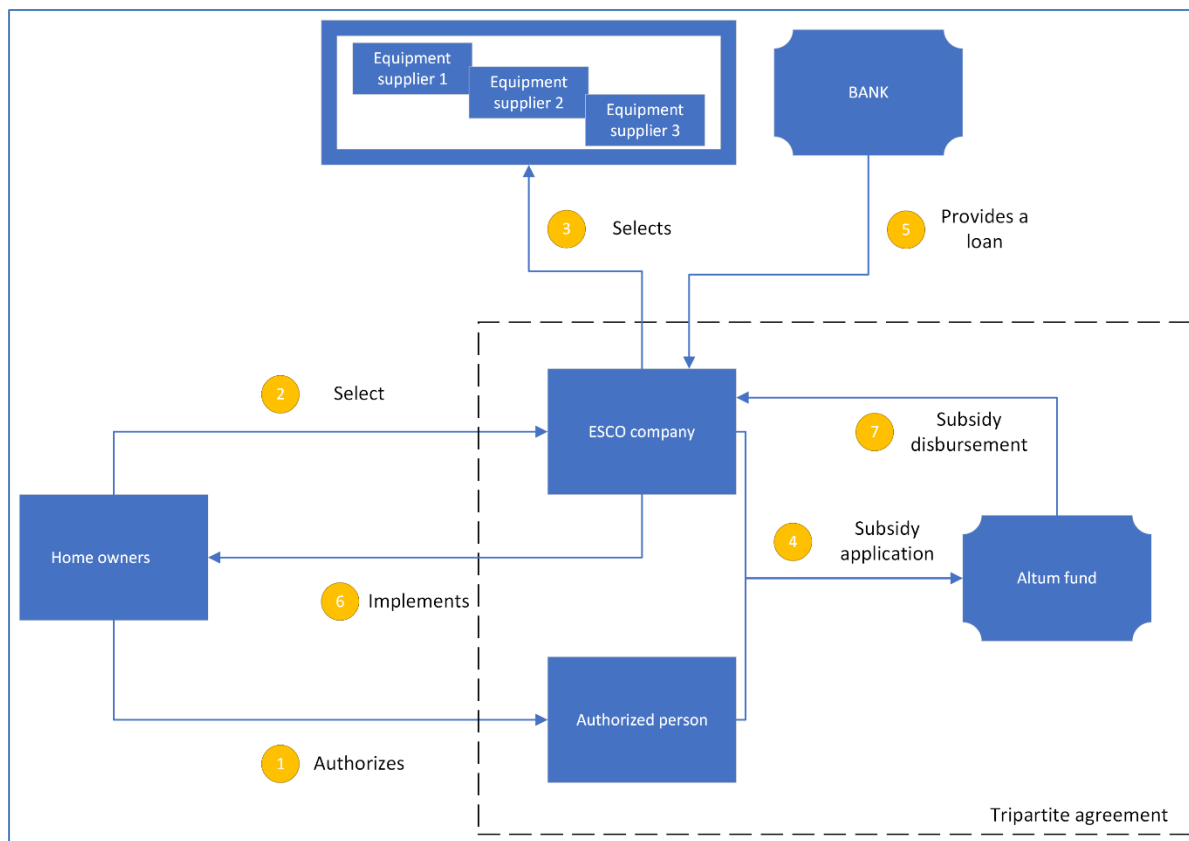 Equipment
supplier 1
Equipment
supplier 2
Equipment
supplier 3
BANK
3
Selects
5
Provides a
loan
2
Select
ESCO company
7
Subsidy
disbursement
Home owners
4
Subsidy
application
Altum fund
6
Implements
Authorized person
1
Authorizes
Tripartite agreement